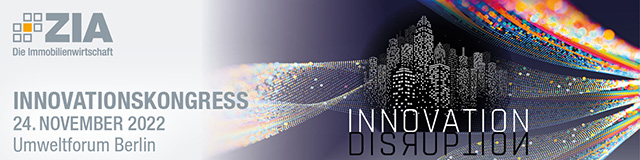 ZIA
Die Immobilienwirtschaft
INNOVATIONSKONGRESS
24. NOVEMBER 2022
Umweltforum Berlin
INNOVATION
DISRUPTION